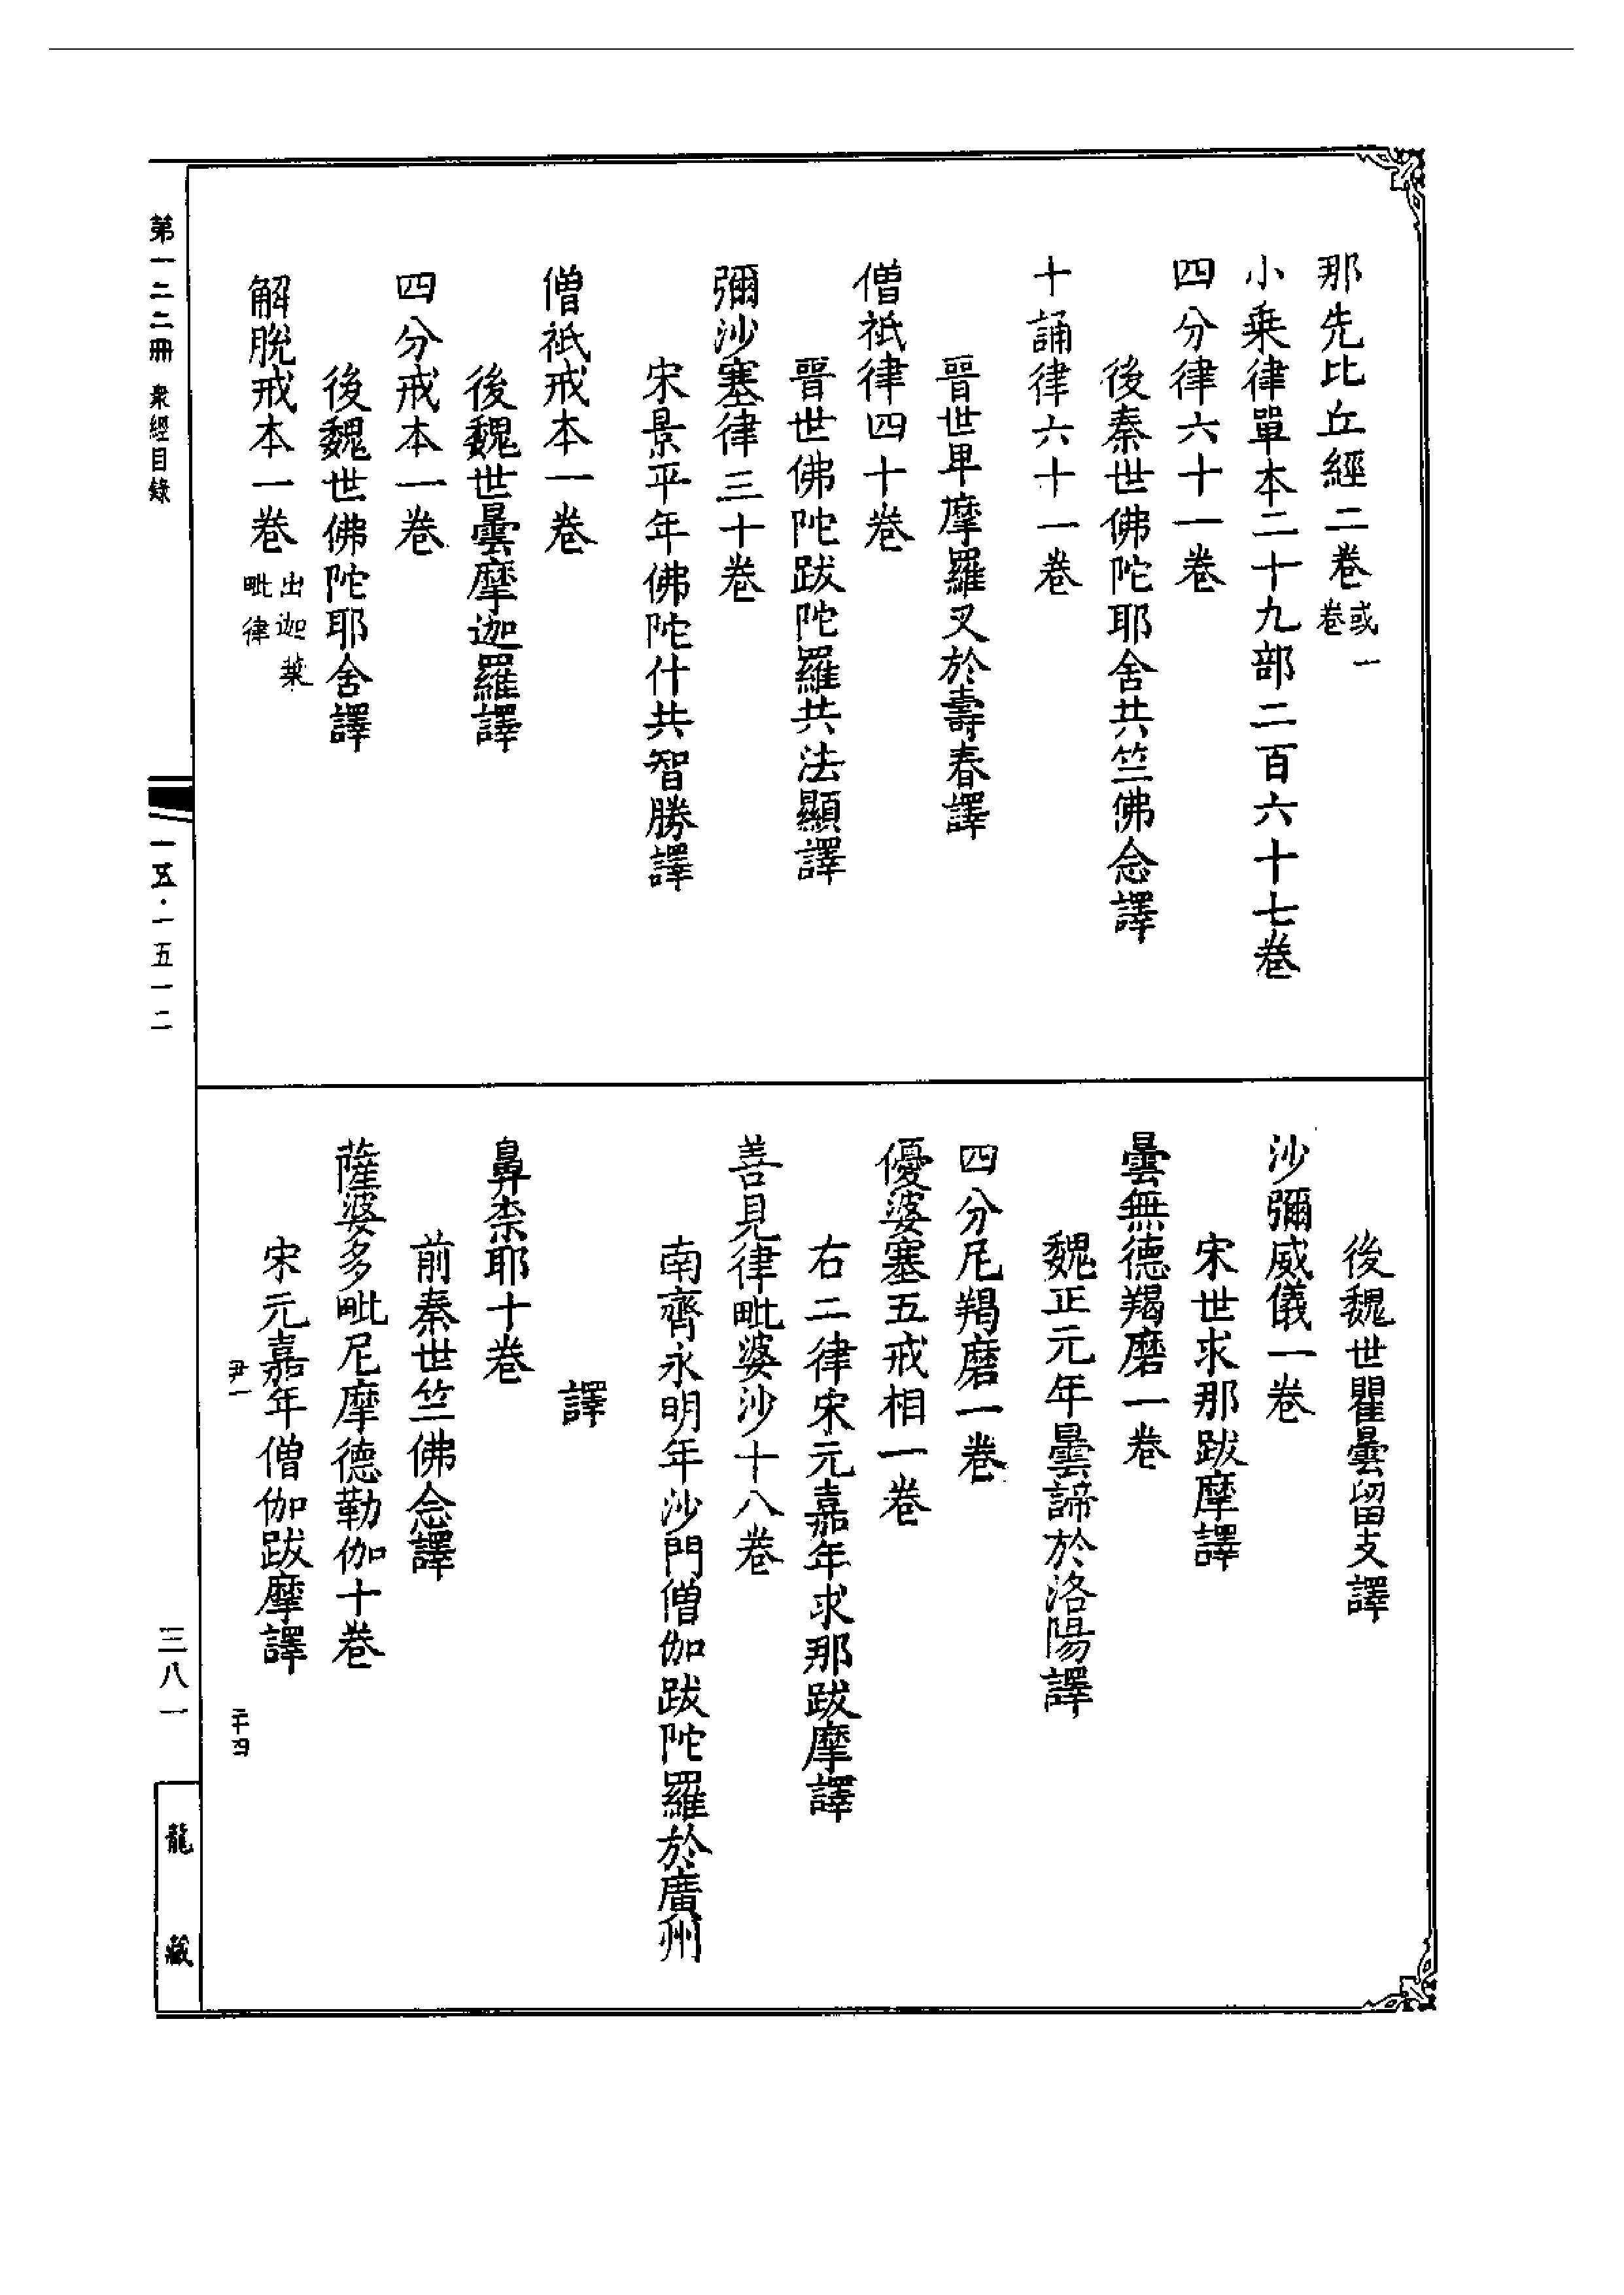 那先比丘經二卷或一卷
小乗律單本二十九部二百六十七卷
四分律六十一卷
後秦世佛陀耶舍共竺佛念譯
十誦律六十一卷
晉世卑摩羅叉於壽春譯
僧祇律四十卷
晉世佛陀跋陀羅共法顯譯
彌沙塞律三十卷
宋景平年佛陀什共智勝譯
僧祇戒本一卷
後魏世曇摩迦羅譯
四分戒本一卷
後魏世佛陀耶舍譯
解脫戒本一卷出迦葉毗律
後魏世瞿曇留支譯
沙彌威儀一卷
宋世求那跋摩譯
曇無德羯磨一卷
魏正元年曇諦於洛陽譯
四分尼羯磨一卷
優婆塞五戒相一卷
右二律宋元嘉年求那跋摩譯
善見律毗婆沙十八卷
南齊永明年沙門僧伽跋陀羅於廣州
譯
鼻柰耶十卷
前秦世竺佛念譯
薩婆多毗尼摩德勒伽十卷
宋元嘉年僧伽跋摩譯
尹一
二十四
第一二二冊 衆經目錄
一五·一五一二
三八一
龍藏